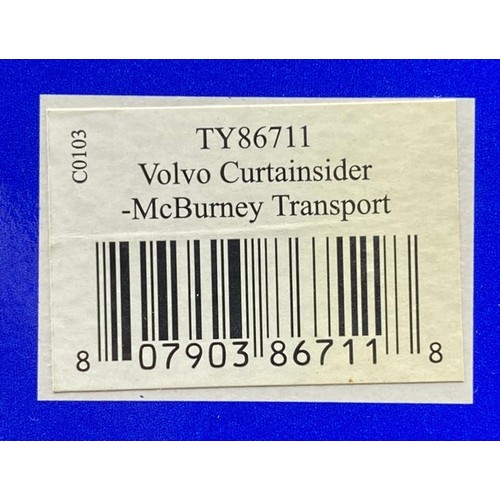 C0103
TY86711
Volvo Curtainsider
-McBurney Transport
8 07903 86711 8